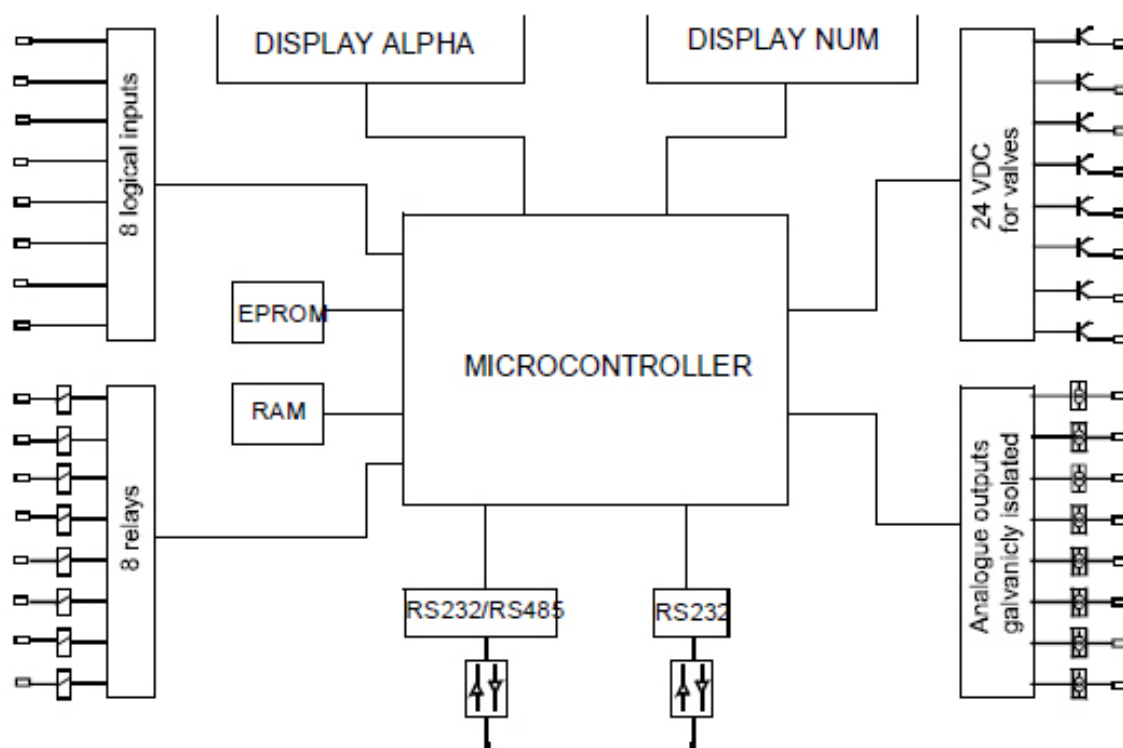 DISPLAY ALPHA
DISPLAY NUM
8 logical inputs
24 VDC
for valves
EPROM
MICROCONTROLLER
RAM
8 relays
Analogue outputs
galvanicly isolated
RS232/RS485
RS232